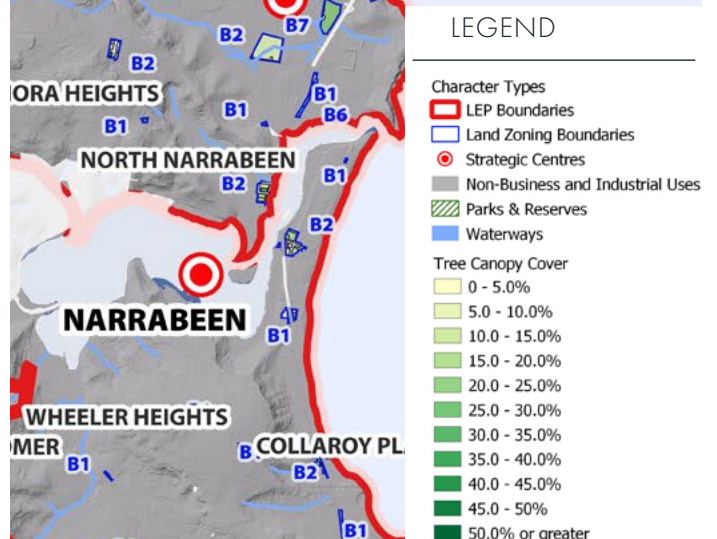 B7
B2
B2
ORA HEIGHTS
B1
B1
B1
B6
NORTH NARRABEEN
B2
B1
B2
NARRABEEN
B1
WHEELER HEIGHTS
MER
B1
B
COLLAROY PL
B2
B1
LEGEND
Character Types
LEP Boundaries
Land Zoning Boundaries
Strategic Centres
Non-Business and Industrial Uses
Parks & Reserves
Waterways
Tree Canopy Cover
0 - 5.0%
5.0 - 10.0%
10.0 - 15.0%
15.0 - 20.0%
20.0 - 25.0%
25.0 - 30.0%
30.0 - 35.0%
35.0 - 40.0%
40.0 - 45.0%
45.0 - 50%
50.0% or greater